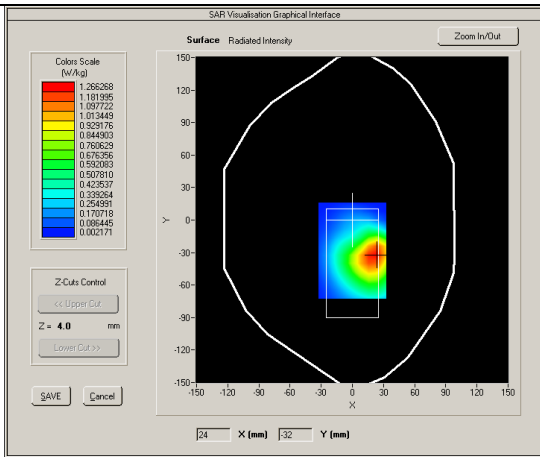 SAR Visualisation Graphical Interface
Surface Radiated Intensity
Zoom In/Out
Colors Scale
(W/kg)
1.266268
1.181995
1.097722
1.013449
0.929176
0.844903
0.760629
0.676356
0.592083
0.507810
0.423537
0.339264
0.254991
0.170718
0.086445
0.002171
Z-Cuts Control
<< Upper Cut
Z = 4.0 mm
Lower Cut >>
SAVE Cancel
150
120
90
60
30
0
-30
-60
-90
-120
-150
Y
-150 -120 -90 -60 -30 0 30 60 90 120 150
X
24 X (mm) -32 Y (mm)